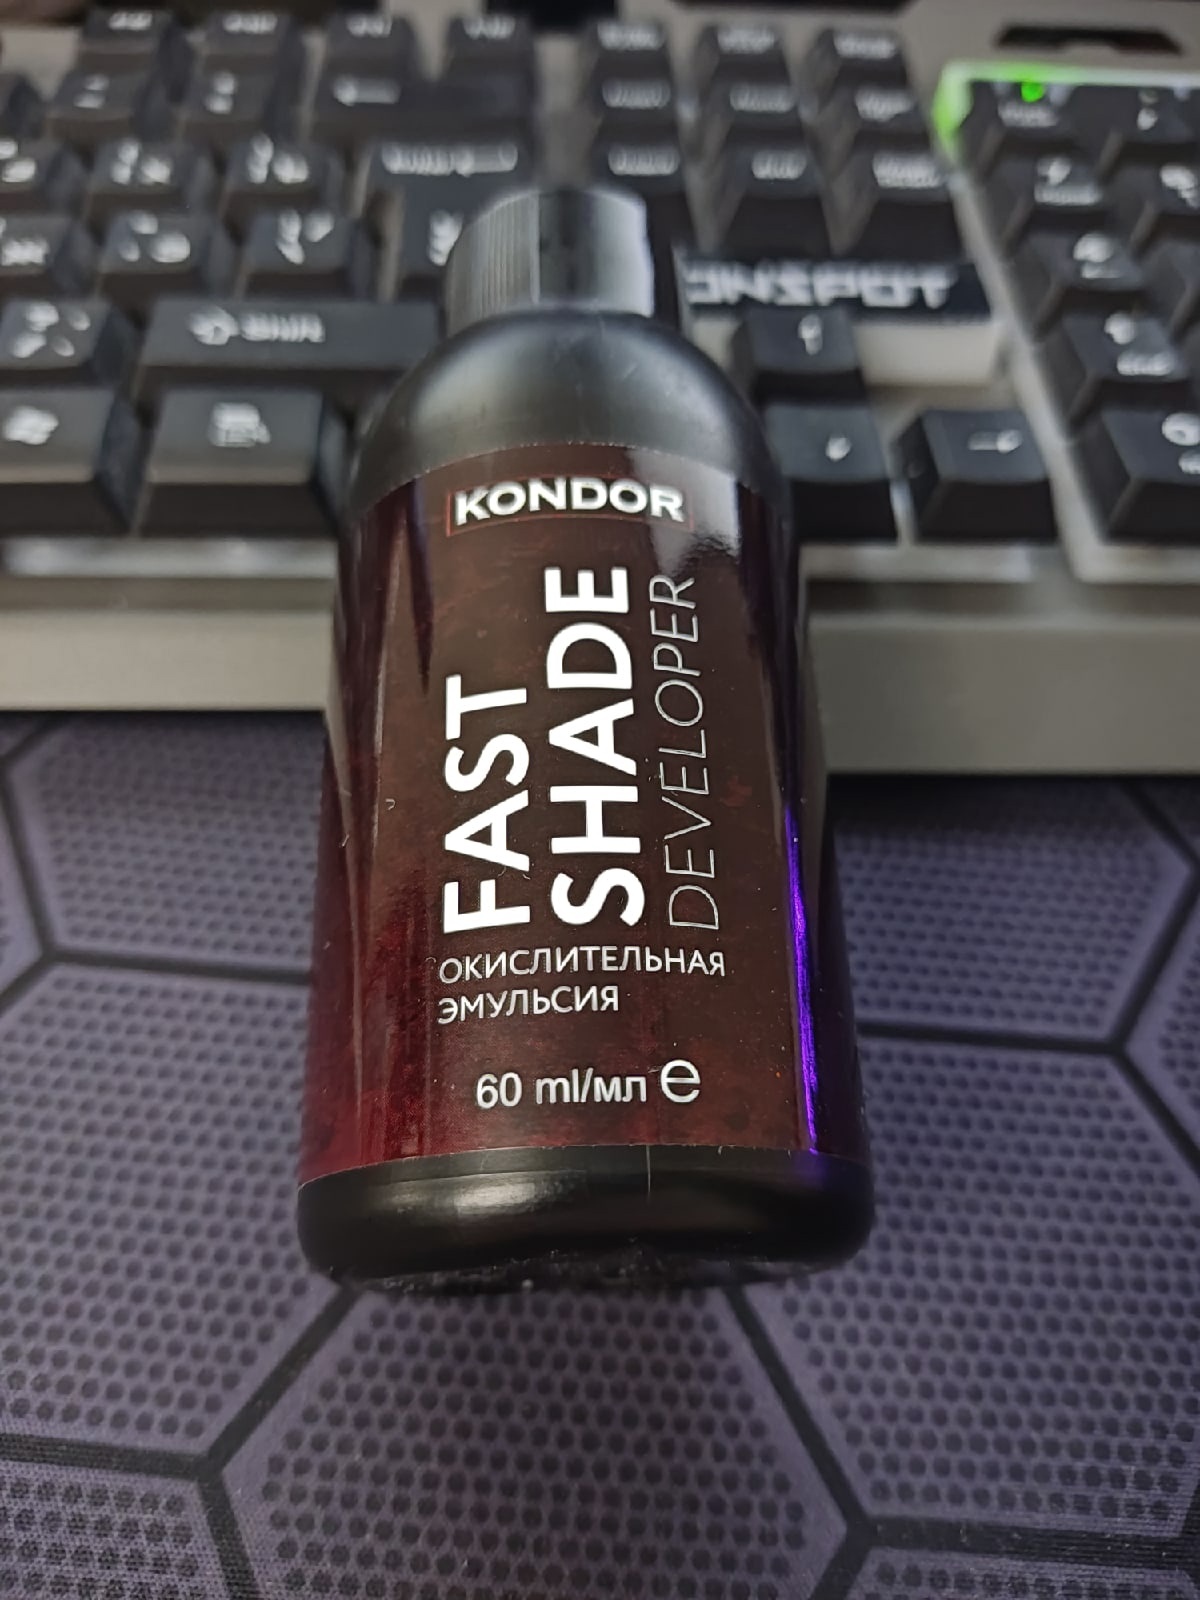 KONDOR
FAST
SHADE
DEVELOPER
ОКИСЛИТЕЛЬНАЯ
ЭМУЛЬСИЯ
60 ml/мл e